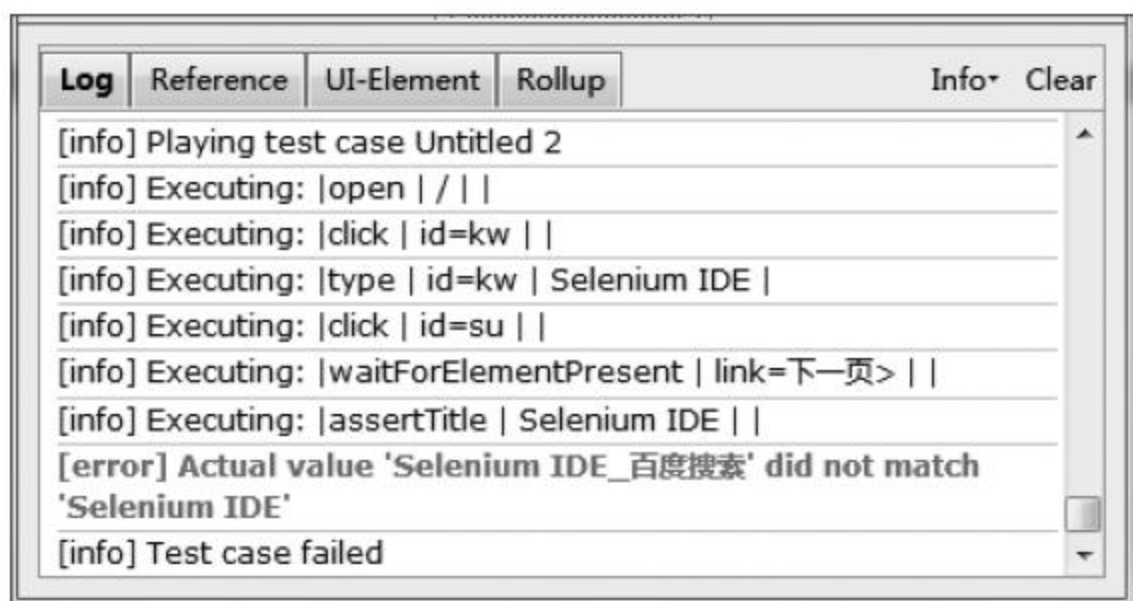 Log Reference UI-Element Rollup Info Clear
[info] Playing test case Untitled 2
[info] Executing: |open | / | |
[info] Executing: |click | id=kw | |
[info] Executing: |type | id=kw | Selenium IDE |
[info] Executing: |click | id=su | |
[info] Executing: |waitForElementPresent | link=下一页> | |
[info] Executing: |assertTitle | Selenium IDE | |
[error] Actual value 'Selenium IDE_百度搜索' did not match
'Selenium IDE'
[info] Test case failed